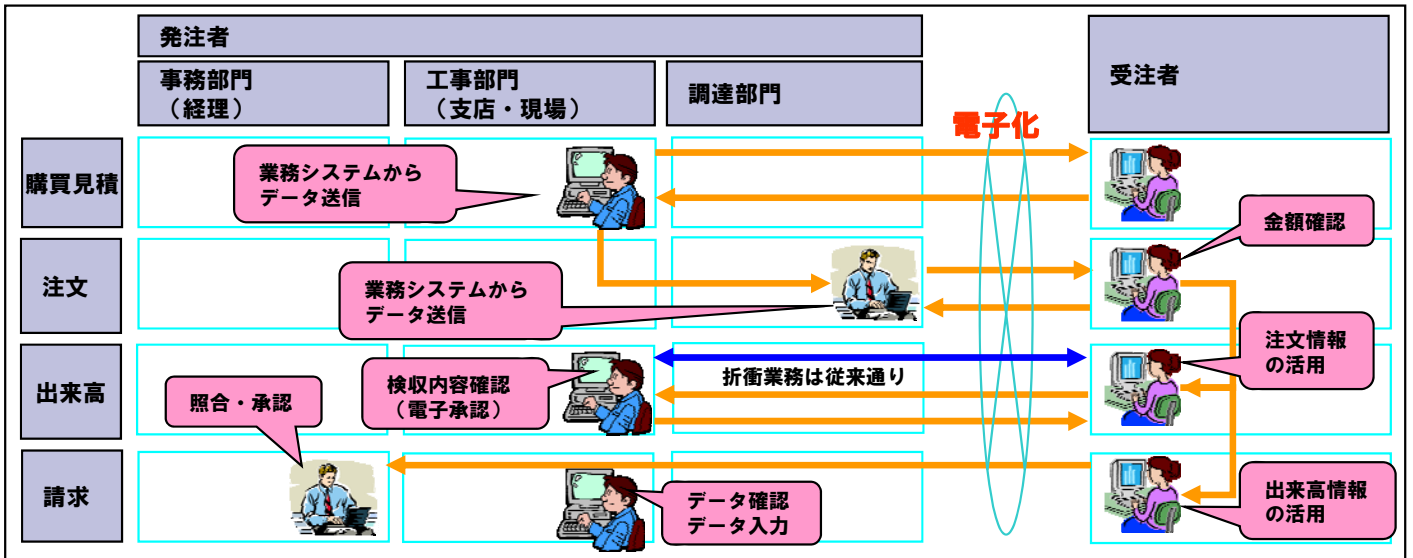 発注者
受注者
事務部門
（経理）
工事部門
（支店・現場）
調達部門
電子化
購買見積
業務システムから
データ送信
金額確認
注文
業務システムから
データ送信
注文情報
の活用
出来高
照合・承認
検収内容確認
（電子承認）
折衝業務は従来通り
請求
データ確認
データ入力
出来高情報
の活用